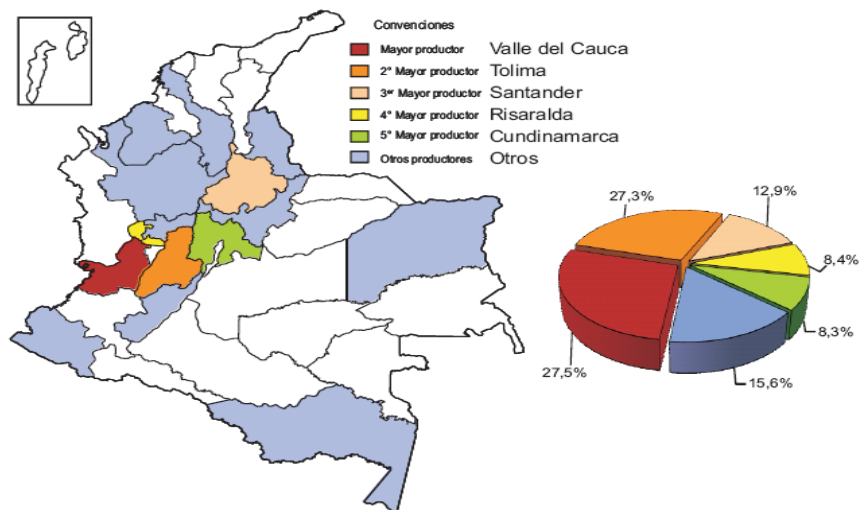 Convenciones
Mayor productor Valle del Cauca
2° Mayor productor Tolima
3er Mayor productor Santander
4° Mayor productor Risaralda
5° Mayor productor Cundinamarca
Otros productores Otros
27,3%
12,9%
8,4%
8,3%
27,5%
15,6%